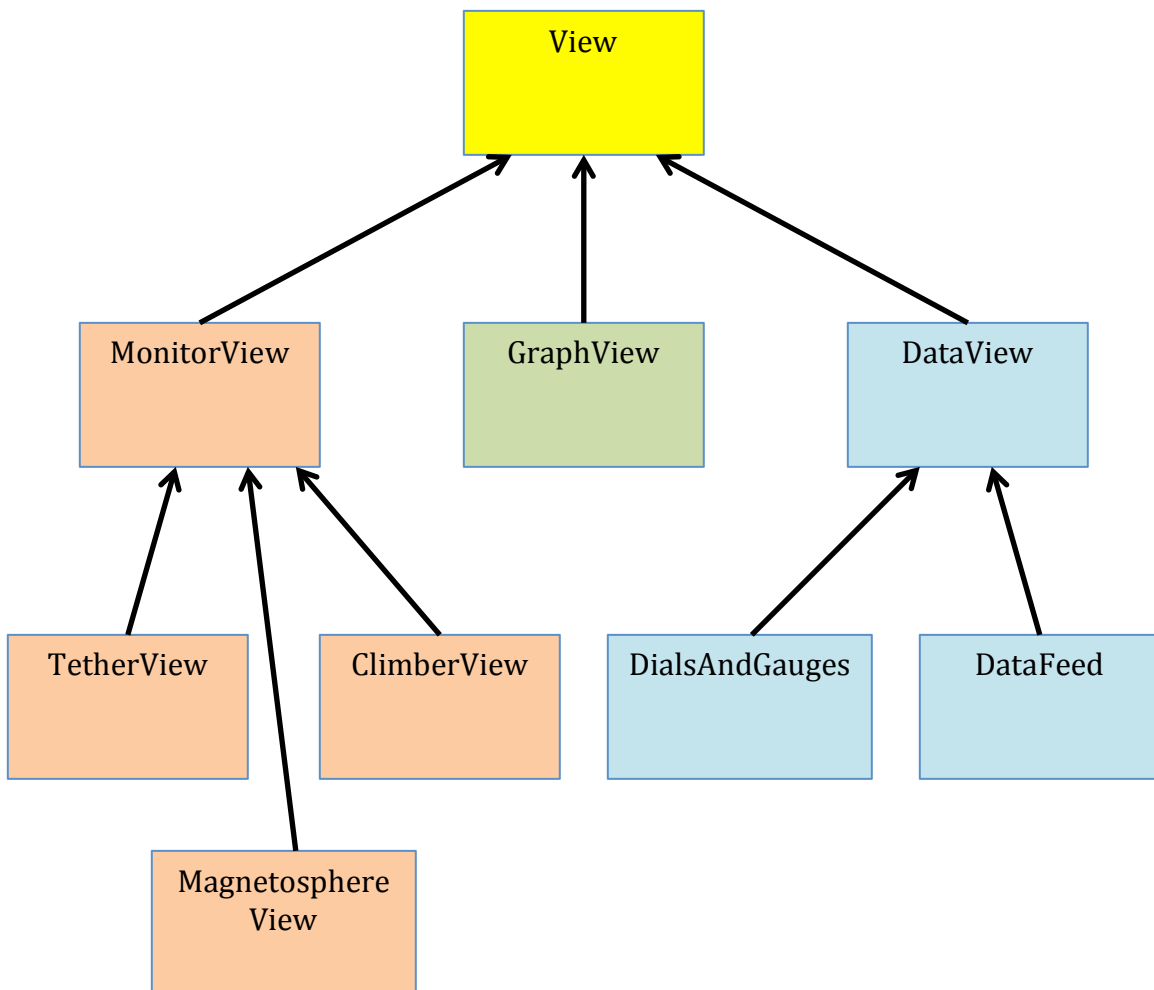 View
MonitorView
GraphView
DataView
TetherView
ClimberView
DialsAndGauges
DataFeed
Magnetosphere
View